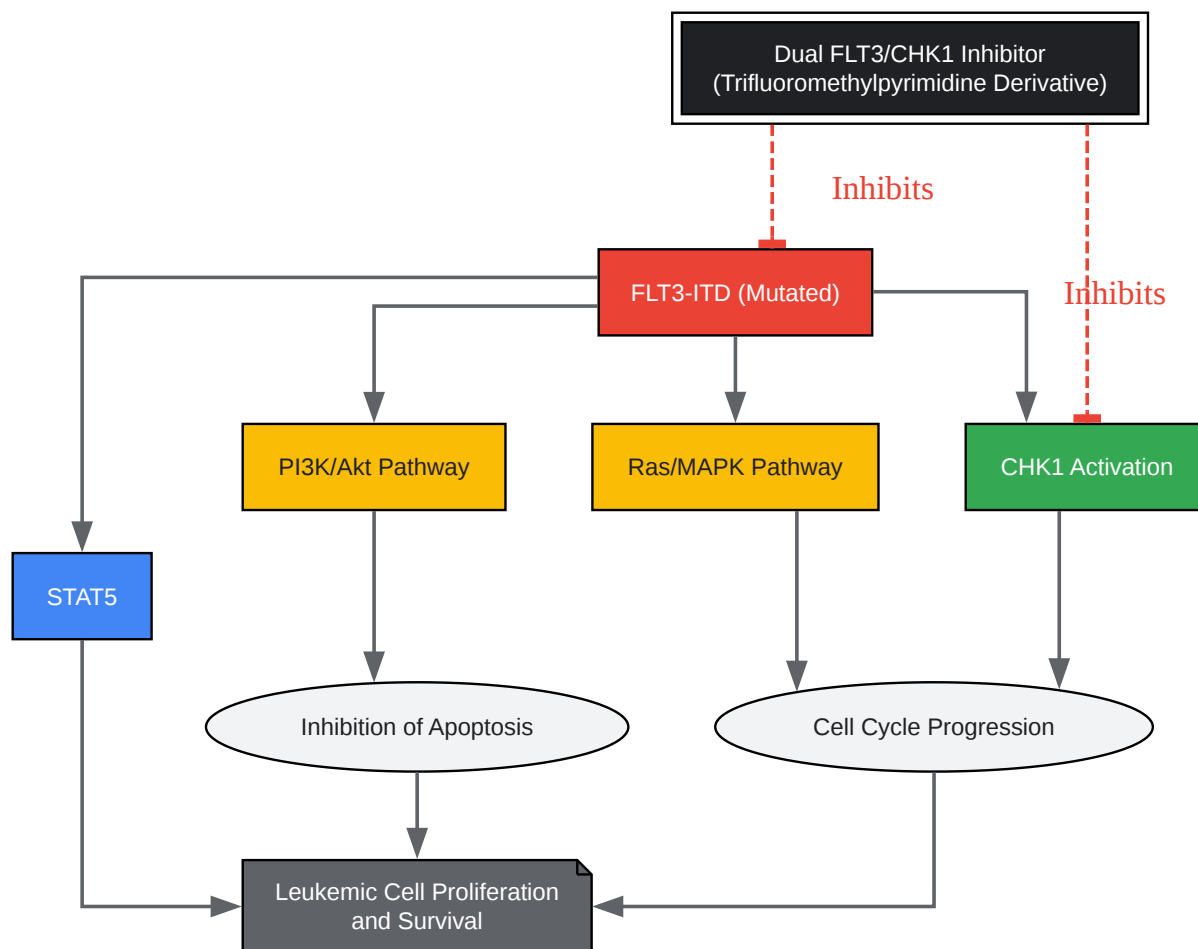 Dual FLT3/CHK1 Inhibitor
(Trifluoromethylpyrimidine Derivative)
Inhibits
FLT3-ITD (Mutated)
Inhibits
PI3K/Akt Pathway
Ras/MAPK Pathway
CHK1 Activation
STAT5
Inhibition of Apoptosis
Cell Cycle Progression
Leukemic Cell Proliferation
and Survival